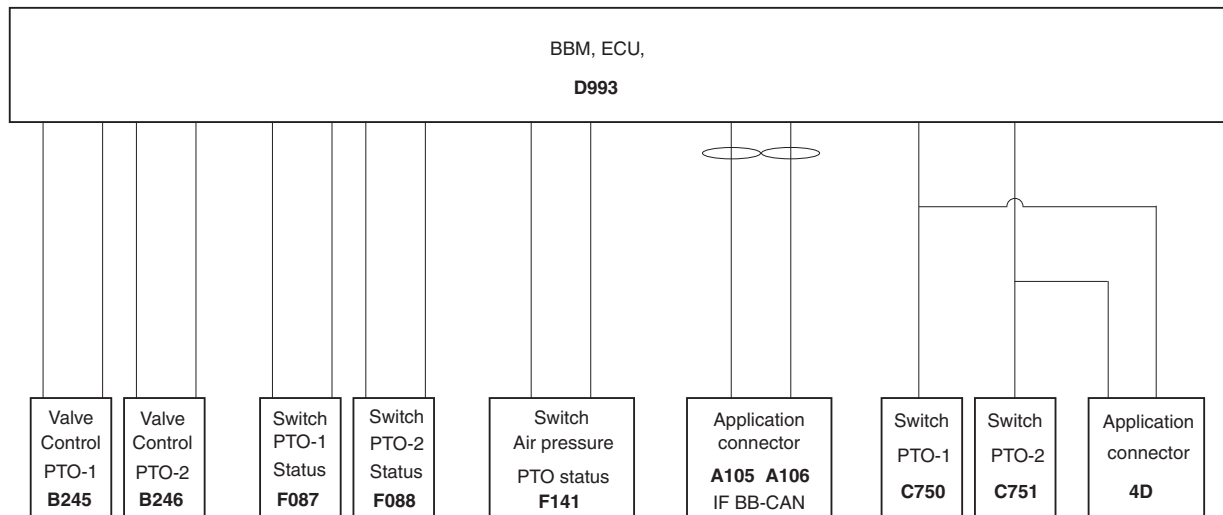 BBM, ECU,
D993
Valve
Control
PTO-1
B245
Valve
Control
PTO-2
B246
Switch
PTO-1
Status
F087
Switch
PTO-2
Status
F088
Switch
Air pressure
PTO status
F141
Application
connector
A105 A106
IF BB-CAN
Switch
PTO-1
C750
Switch
PTO-2
C751
Application
connector
4D